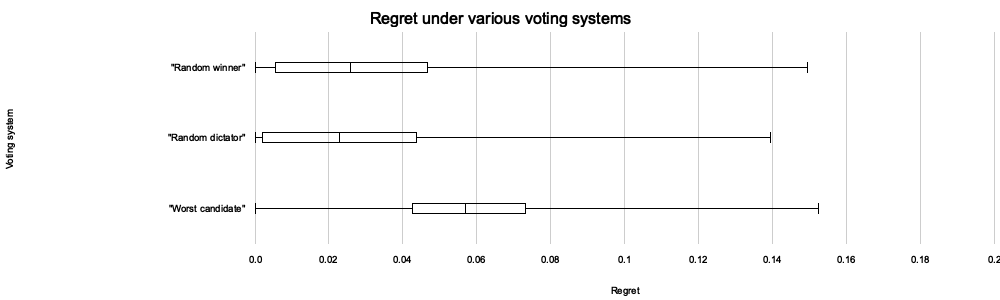 Regret under various voting systems
Voting system
"Random winner"
"Random dictator"
"Worst candidate"
0.0 0.02 0.04 0.06 0.08 0.1 0.12 0.14 0.16 0.18 0.2
Regret